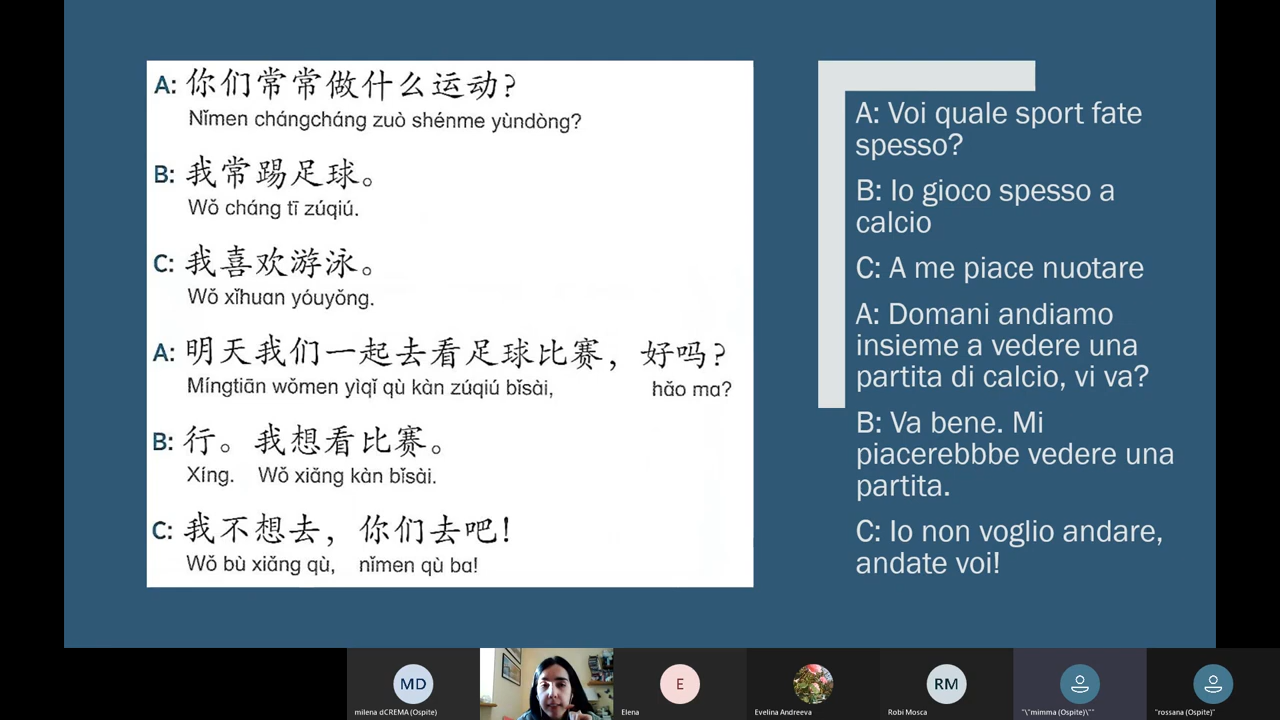 A: 你们常常做什么运动?
Nǐmen chángcháng zuò shénme yùndòng?
B: 我常踢足球。
Wǒ cháng tī zúqiú.
C: 我喜欢游泳。
Wǒ xǐhuan yóuyǒng.
A: 明天我们一起去看足球比赛，好吗?
Míngtiān wǒmen yìqǐ qù kàn zúqiú bǐsài, hǎo ma?
B: 行。我想看比赛。
Xíng. Wǒ xiǎng kàn bǐsài.
C: 我不想去，你们去吧!
Wǒ bù xiǎng qù, nǐmen qù ba!
A: Voi quale sport fate
spesso?
B: Io gioco spesso a
calcio
C: A me piace nuotare
A: Domani andiamo
insieme a vedere una
partita di calcio, vi va?
B: Va bene. Mi
piacerebbbe vedere una
partita.
C: Io non voglio andare,
andate voi!
MD
E
RM
milena dCREMA (Ospite)
Elena
Evelina Andreeva
Robi Mosca
"\"mimma (Ospite)\""
"rossana (Ospite)"